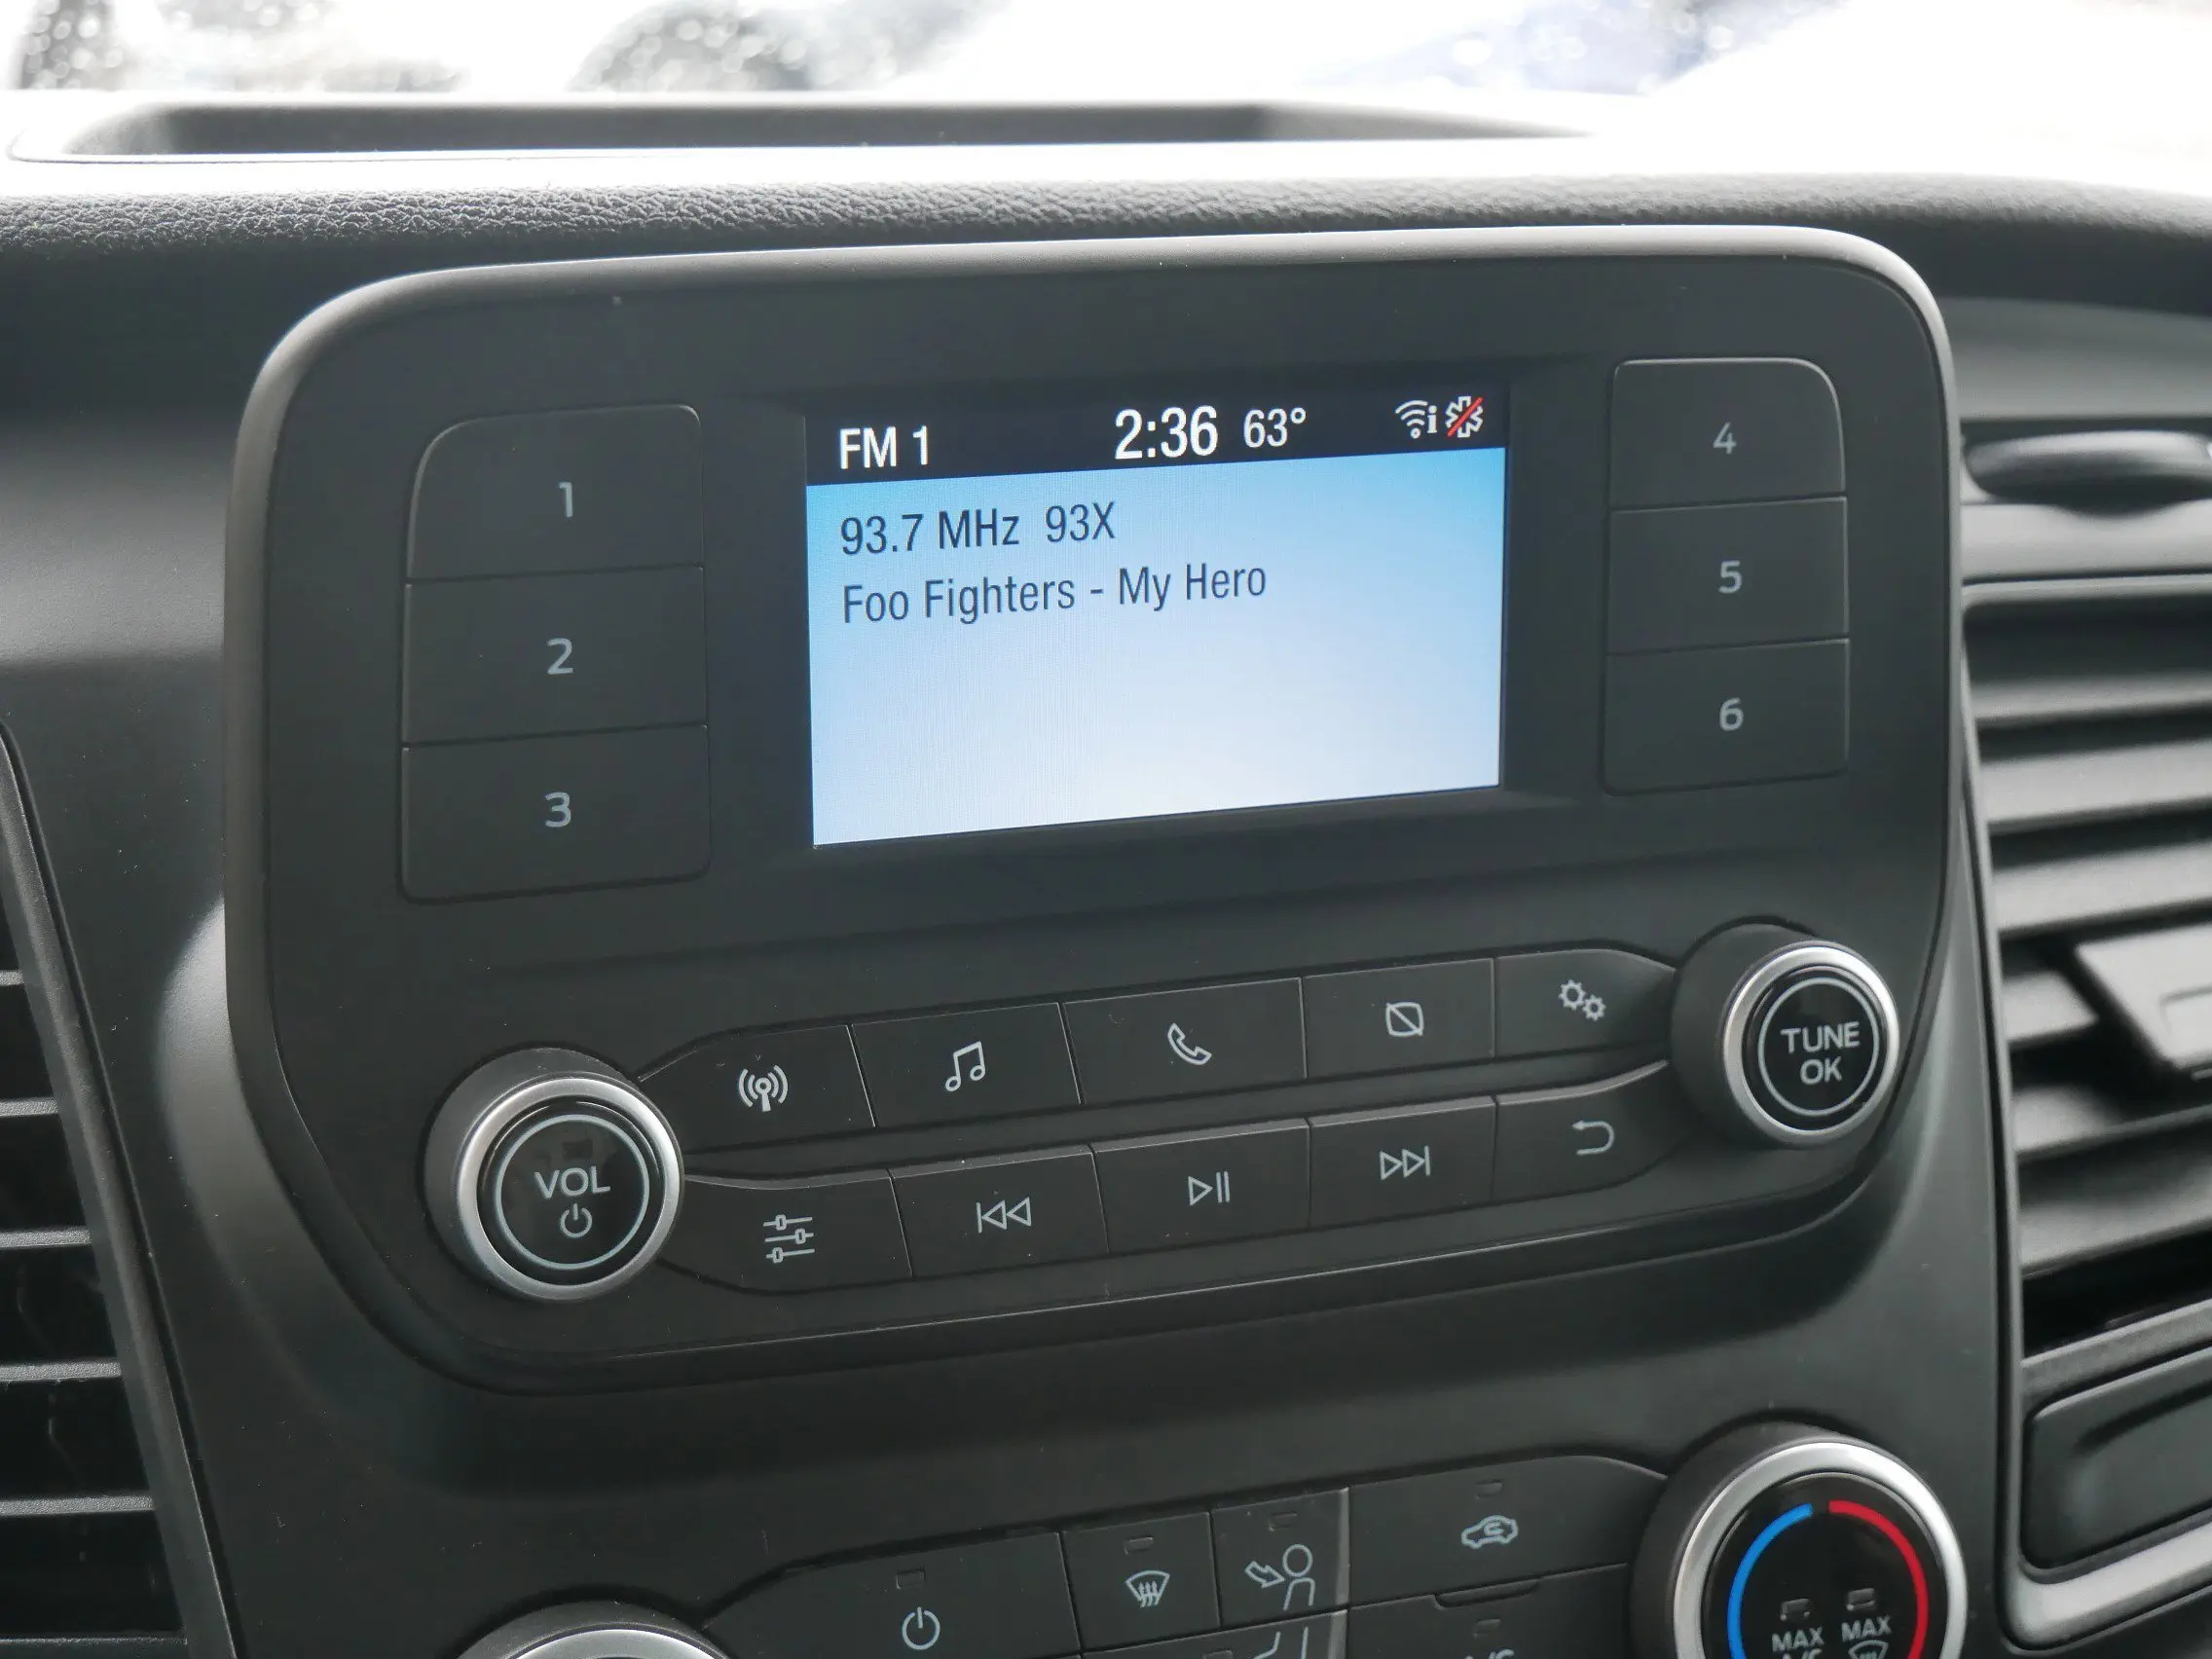 FM 1 2:36 63°
93.7 MHz 93X
Foo Fighters - My Hero
1
2
3
4
5
6
VOL
TUNE
OK
MAX
MAX
A/C